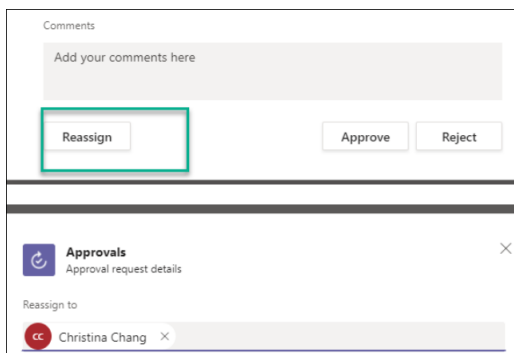 Comments
Add your comments here
Reassign
Approve
Reject
Approvals
Approval request details
Reassign to
CC
Christina Chang